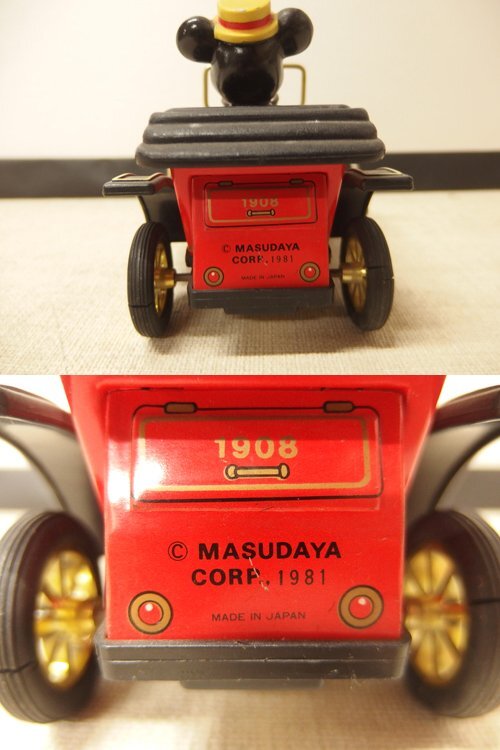 1908
© MASUDAYA
CORP. 1981
MADE IN JAPAN
1908
© MASUDAYA
CORP. 1981
MADE IN JAPAN